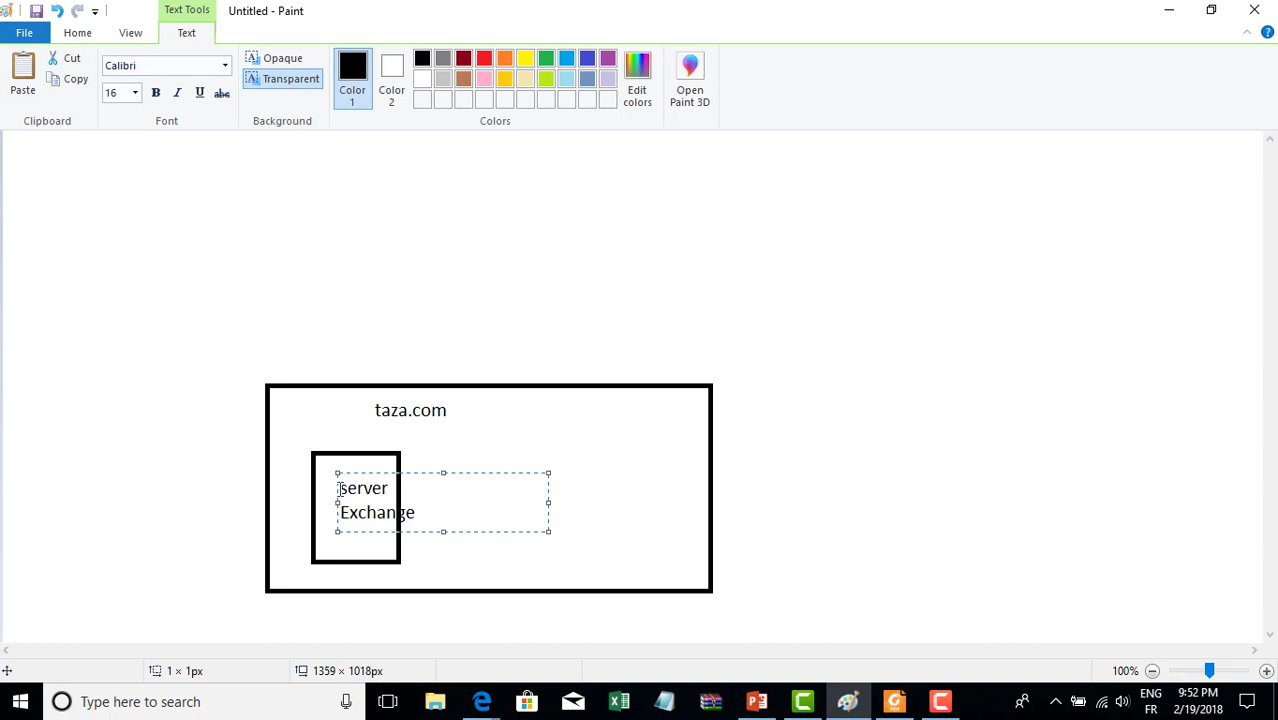 Text Tools
Untitled - Paint
File
Home
View
Text
Paste
Cut
Copy
Clipboard
Calibri
16
B I U abc
Font
A Opaque
A Transparent
Background
Color 1
Color 2
Edit colors
Open Paint 3D
Colors
taza.com
server
Exchange
1 × 1px
1359 × 1018px
100%
Type here to search
ENG
FR
9:52 PM
2/19/2018